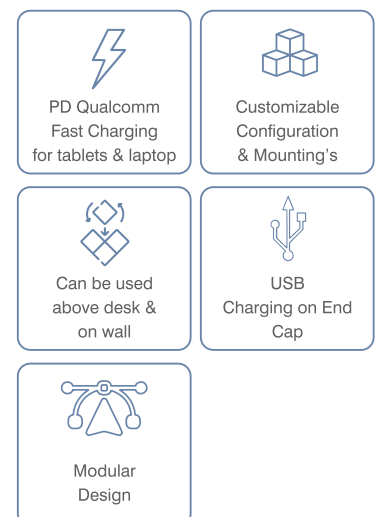 PD Qualcomm
Fast Charging
for tablets & laptop
Customizable
Configuration
& Mounting's
Can be used
above desk &
on wall
USB
Charging on End
Cap
Modular
Design